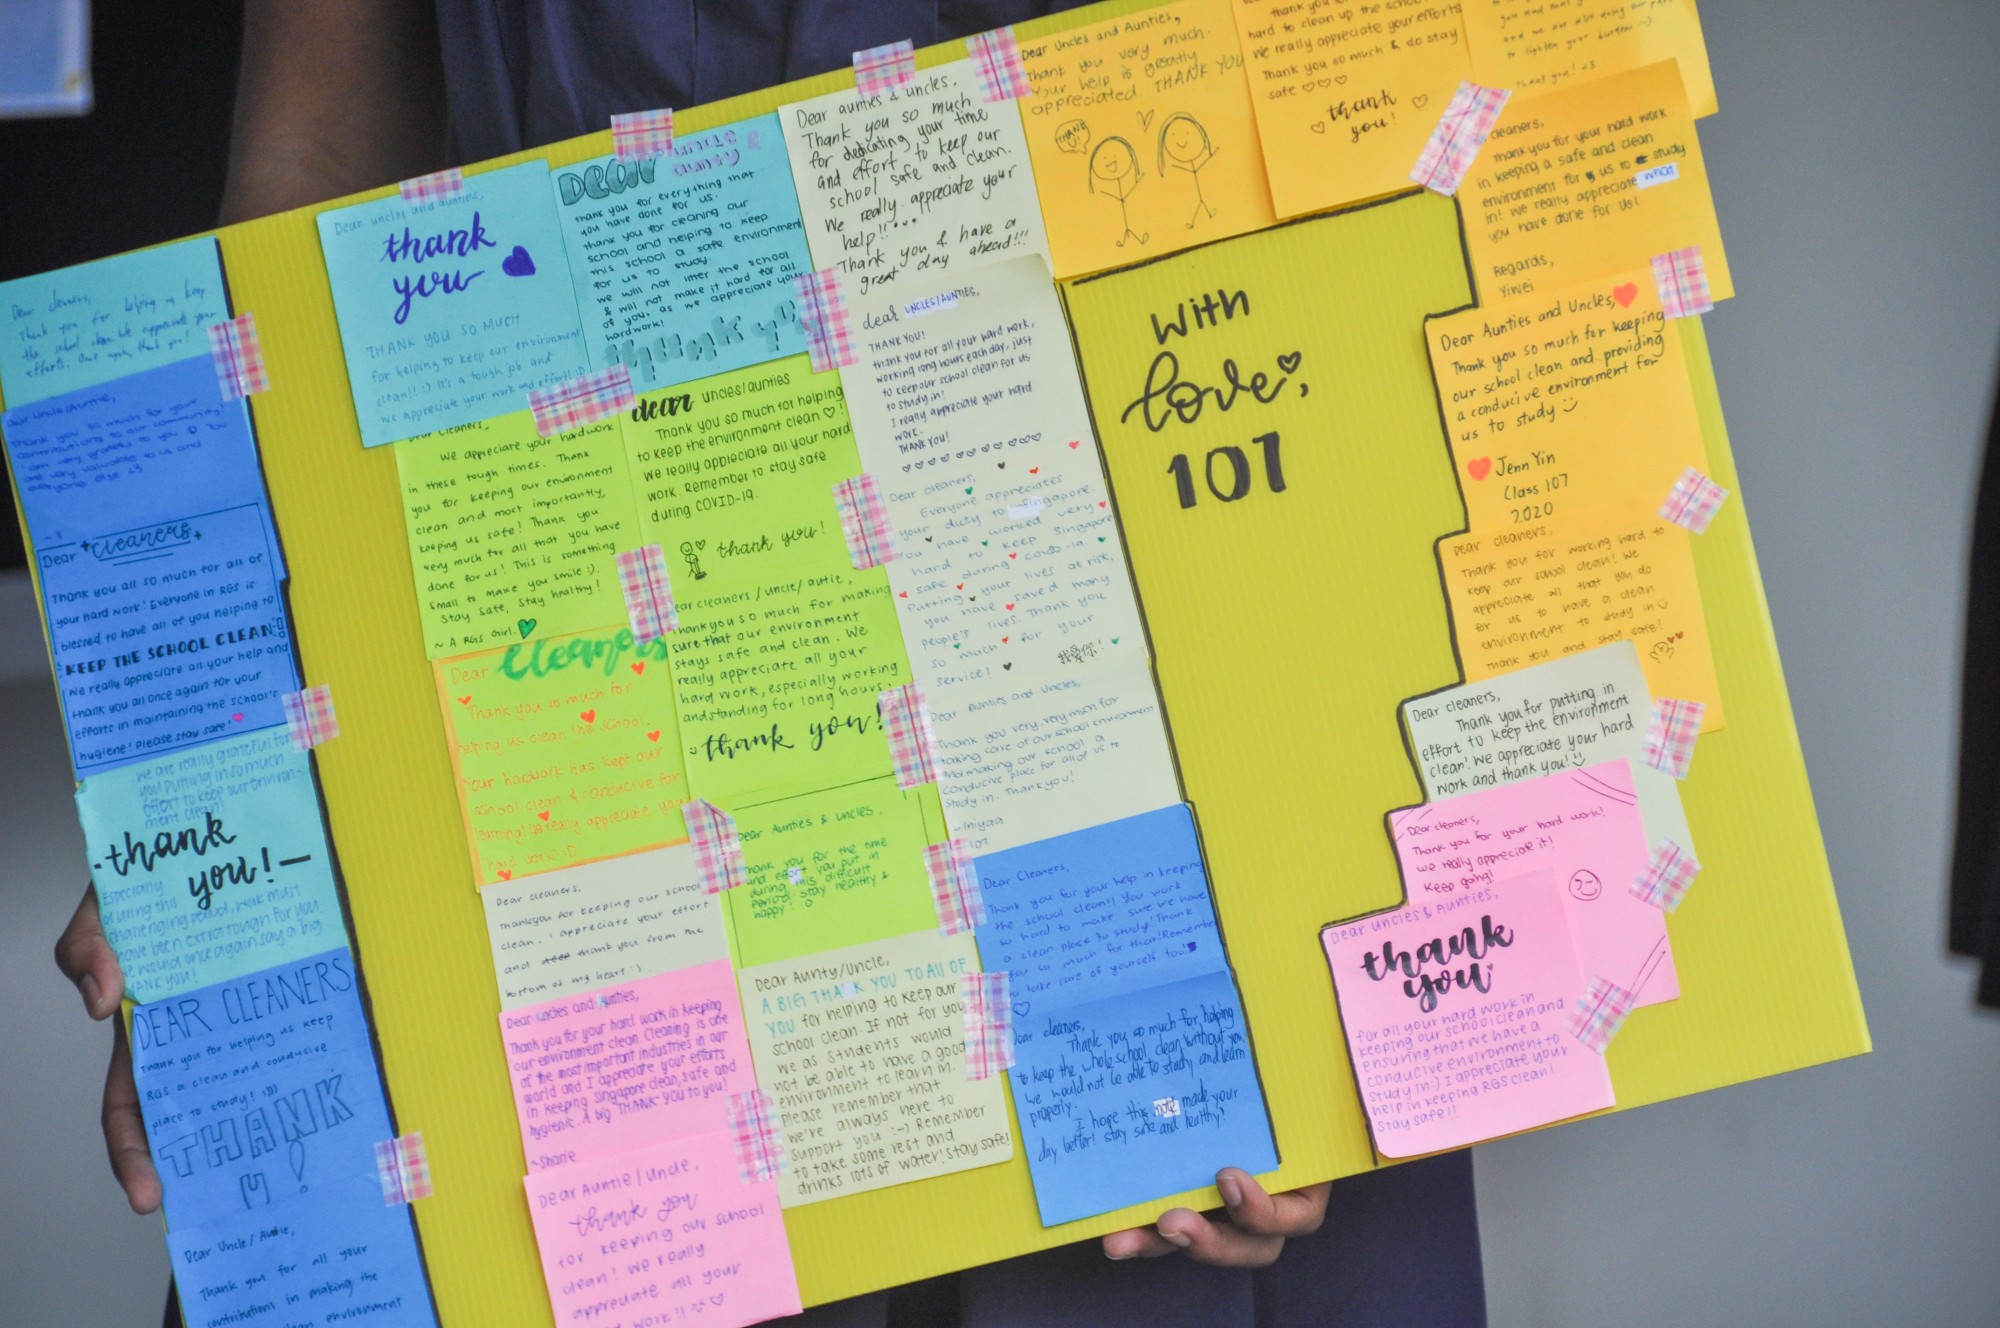 Dear cleaners,
Thank you for helping us keep
the school clean. We appreciate your
efforts. Once again, thank you!
Dear Uncle/Auntie,
Thank you so much for your
contributions to our community!
I am very grateful to you
You
are very valuable to us and
everyone else <3
Dear cleaners
Thank you all so much for all of
your hard work! Everyone in RGS is
blessed to have all of you helping to
KEEP THE SCHOOL CLEAN!
We really appreciate all your help and
thank you all once again for your
efforts in maintaining the school's
hygiene! Please stay safe!
We are really grateful for
you putting in so much
effort to keep our environ-
ment clean!
-thank
you!-
Especially
during this
challenging period, work must
have been extra tough for you
We would once again say a big
THANK YOU!
DEAR CLEANERS
Thank you for helping us keep
RGS a clean and conducive
place to study! :)))
THANK
U!
Dear Uncle/Auntie,
Thank you for all your
contributions in making the
clean environment
Dear uncles and aunties,
thank
you
THANK YOU SO MUCH
for helping to keep our environment
clean!! :) It's a tough job and
we appreciate your work and effort! :D
DEAR UNCLE &
thank you for everything that
you have done for us.
thank you for cleaning our
school and helping to keep
this school a safe environment
for us to study.
we will not litter the school
& will not make it hard for all
of you, as we appreciate your
hardwork!
thank you
Dear cleaners,
We appreciate your hardwork
in these tough times. Thank
you for keeping our environment
clean and most importantly,
keeping us safe! Thank you
very much for all that you have
done for us! This is something
small to make you smile :).
Stay Safe, Stay healthy!
~ A RGS Girl.
Dear cleaners
Thank you so much for
helping us clean the school.
Your hardwork has kept our
school clean & conducive for
learning! We really appreciate your
hard work! :D
Dear cleaners,
Thankyou for keeping our school
clean. I appreciate your effort
and thank you from the
bottom of my heart :)
Dear uncles and aunties,
Thank you for your hard work in keeping
our environment clean. Cleaning is one
of the most important industries in our
world and I appreciate your efforts
in keeping Singapore clean, safe and
hygienic. A big THANK YOU to you!
Dear Auntie/Uncle,
thank you
for keeping our school
clean! We really
appreciate all your
work!!
dear uncles/aunties
Thank you so much for helping
to keep the environment clean ♡!
We really appreciate all your hard
work. Remember to stay safe
during COVID-19.
thank you!
Dear cleaners/uncle/autie,
Thankyou so much for making
sure that our environment
stays safe and clean. We
really appreciate all your
hard work, especially working
andstanding for long hours.
thank you!
Dear Aunties & Uncles,
Thank you for the time
and effort you put in
during this difficult
period. Stay healthy &
happy! :D
Dear Aunty/Uncle,
A BIG THANK YOU TO ALL OF
YOU for helping to keep our
school clean. If not for you
we as students would
not be able to have a good
environment to learn in.
Please remember that
we're always here to
support you :-) Remember
to take some rest and
drinks lots of water! Stay safe!
Dear aunties & uncles,
Thank you so much
for dedicating your time
and effort to keep our
school safe and clean.
We really appreciate your
help!!
Thank you & have a
great day ahead!!!
dear UNCLES/AUNTIES,
THANK YOU!
thank you for all your hard work,
working long hours each day, just
to keep our school clean for us
to study in!
I really appreciate your hard
work.
THANK YOU!
♡♡♡♡♡♡♡♡♡♡
Dear cleaners,
Everyone appreciates
your duty to Singapore.
You have worked very
hard to keep Singapore
safe during COVID-19.
Putting your lives at risk,
you have saved many
people's lives. Thank you
so much for your
service!
我爱你!
Dear Aunties and Uncles,
Thank you very, very much for
taking care of our school environment
and making our school a
conducive place for all of us to
study in. Thank you!
~Iniyaa
107
Dear Cleaners,
Thank you for your help in keeping
the school clean!! You work
so hard to make sure we have
a clean place to study! Thank
you so much for that! Remember
to take care of yourself too!
Dear cleaners,
Thank you so much for helping
to keep the whole school clean. Without you,
we would not be able to study and learn
properly.
I hope this note made your
day better! Stay safe and healthy!
Dear Uncles and Aunties,
Thank you very much.
Your help is greatly
appreciated. THANK YOU
THANK
YOU!
hard to clean up the school.
We really appreciate your efforts
Thank you so much & do stay
safe ♡♡♡
♡ thank ♡
you!
to lighten your burden :-)
thank you! <3
cleaners,
Thank you for your hard work
in keeping a safe and clean
environment for us to study
in! We really appreciate what
you have done for us!
Regards,
Yiwei
with
love,
107
Dear Aunties and Uncles,
Thank you so much for keeping
our school clean and providing
a conducive environment for
us to study
Jenn Yin
Class 107
2020
Dear cleaners,
Thank you for working hard to
keep our school clean! We
appreciate all that you do
for us to have a clean
environment to study in
Thank you and stay safe!
Dear cleaners,
Thank you for putting in
effort to keep the environment
clean! We appreciate your hard
work and thank you!
Dear cleaners,
Thank you for your hard work!
We really appreciate it!
Keep going!
Dear Uncles & Aunties,
thank
you
for all your hard work in
keeping our school clean and
ensuring that we have a
conducive environment to
study in :) I appreciate your
help in keeping RGS clean!
Stay safe!!